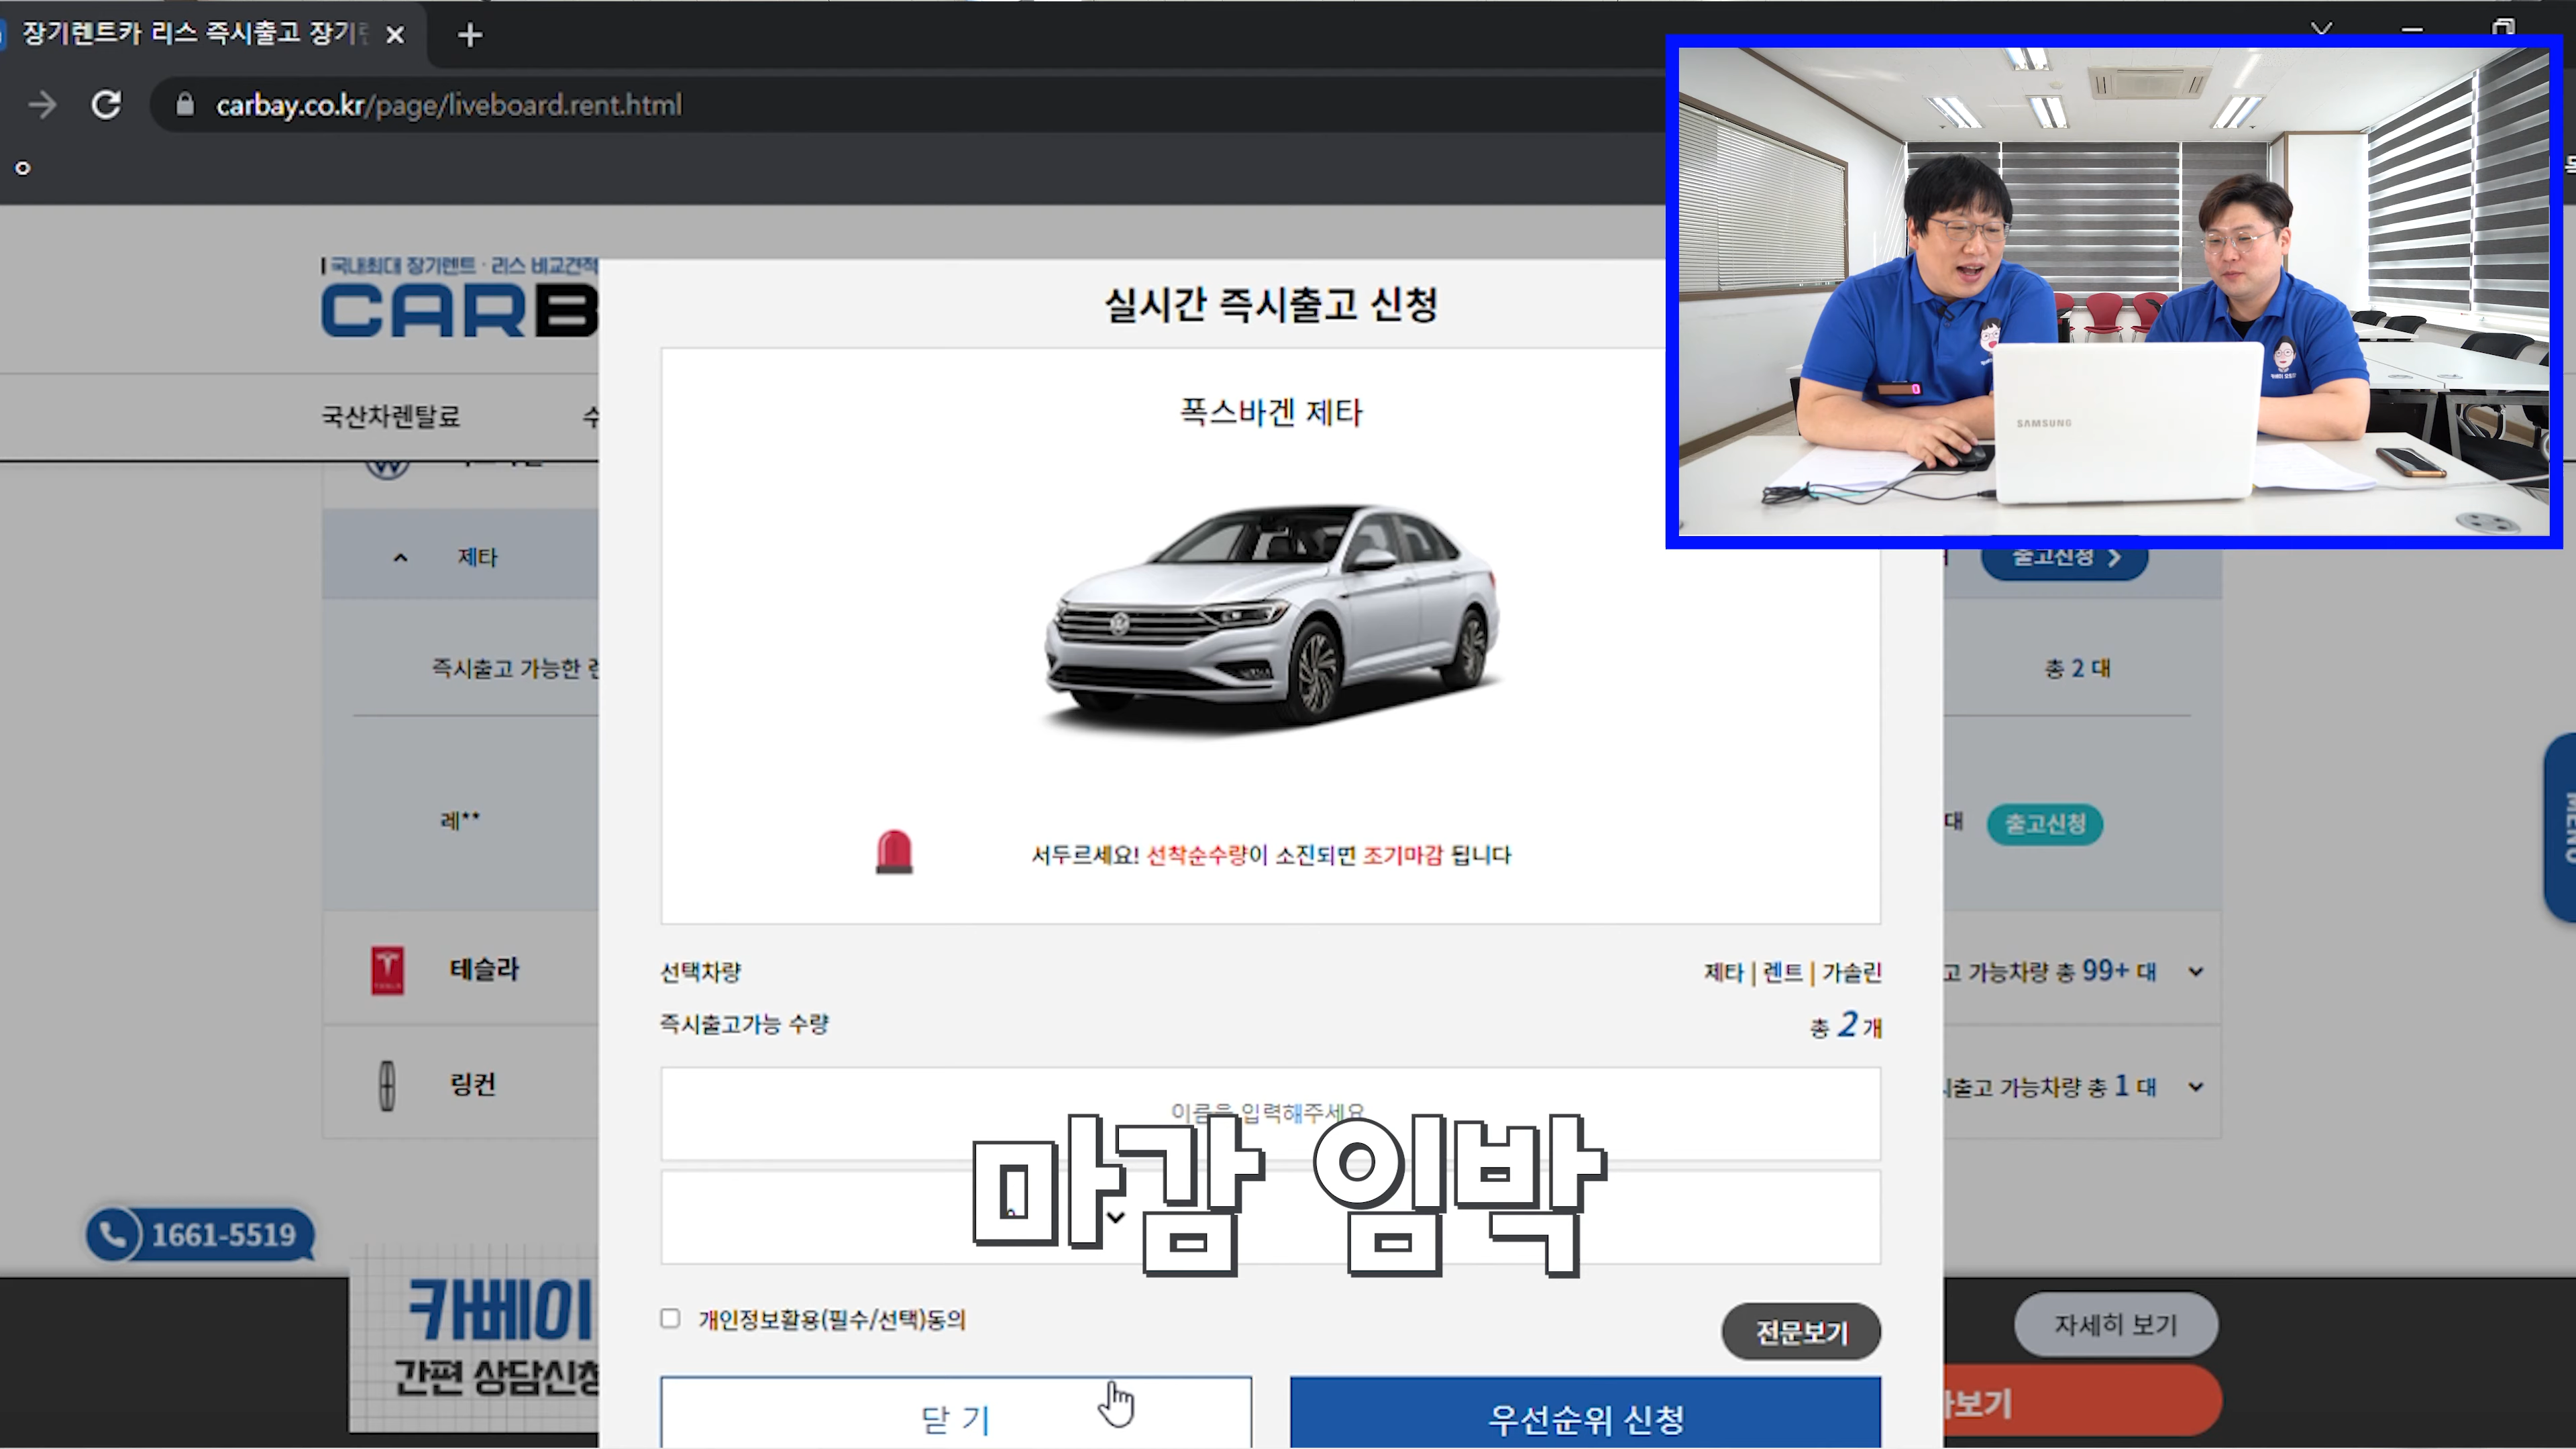 장기렌트카 리스 즉시출고 장기
carbay.co.kr/page/liveboard.rent.html
국내최대 장기렌트 · 리스 비교견적
CARB
국산차렌탈료
실시간 즉시출고 신청
폭스바겐 제타
SAMSUNG
제타
출고신청
즉시출고 가능한
총 2 대
레**
대
출고신청
서두르세요! 선착순수량이 소진되면 조기마감 됩니다
테슬라
고 가능차량 총 99+ 대
링컨
시출고 가능차량 총 1 대
선택차량
제타 | 렌트 | 가솔린
즉시출고가능 수량
총 2 개
이름을 입력해주세요
마감 임박
1661-5519
카베이
간편 상담신청
개인정보활용(필수/선택)동의
전문보기
자세히 보기
보기
닫 기
우선순위 신청